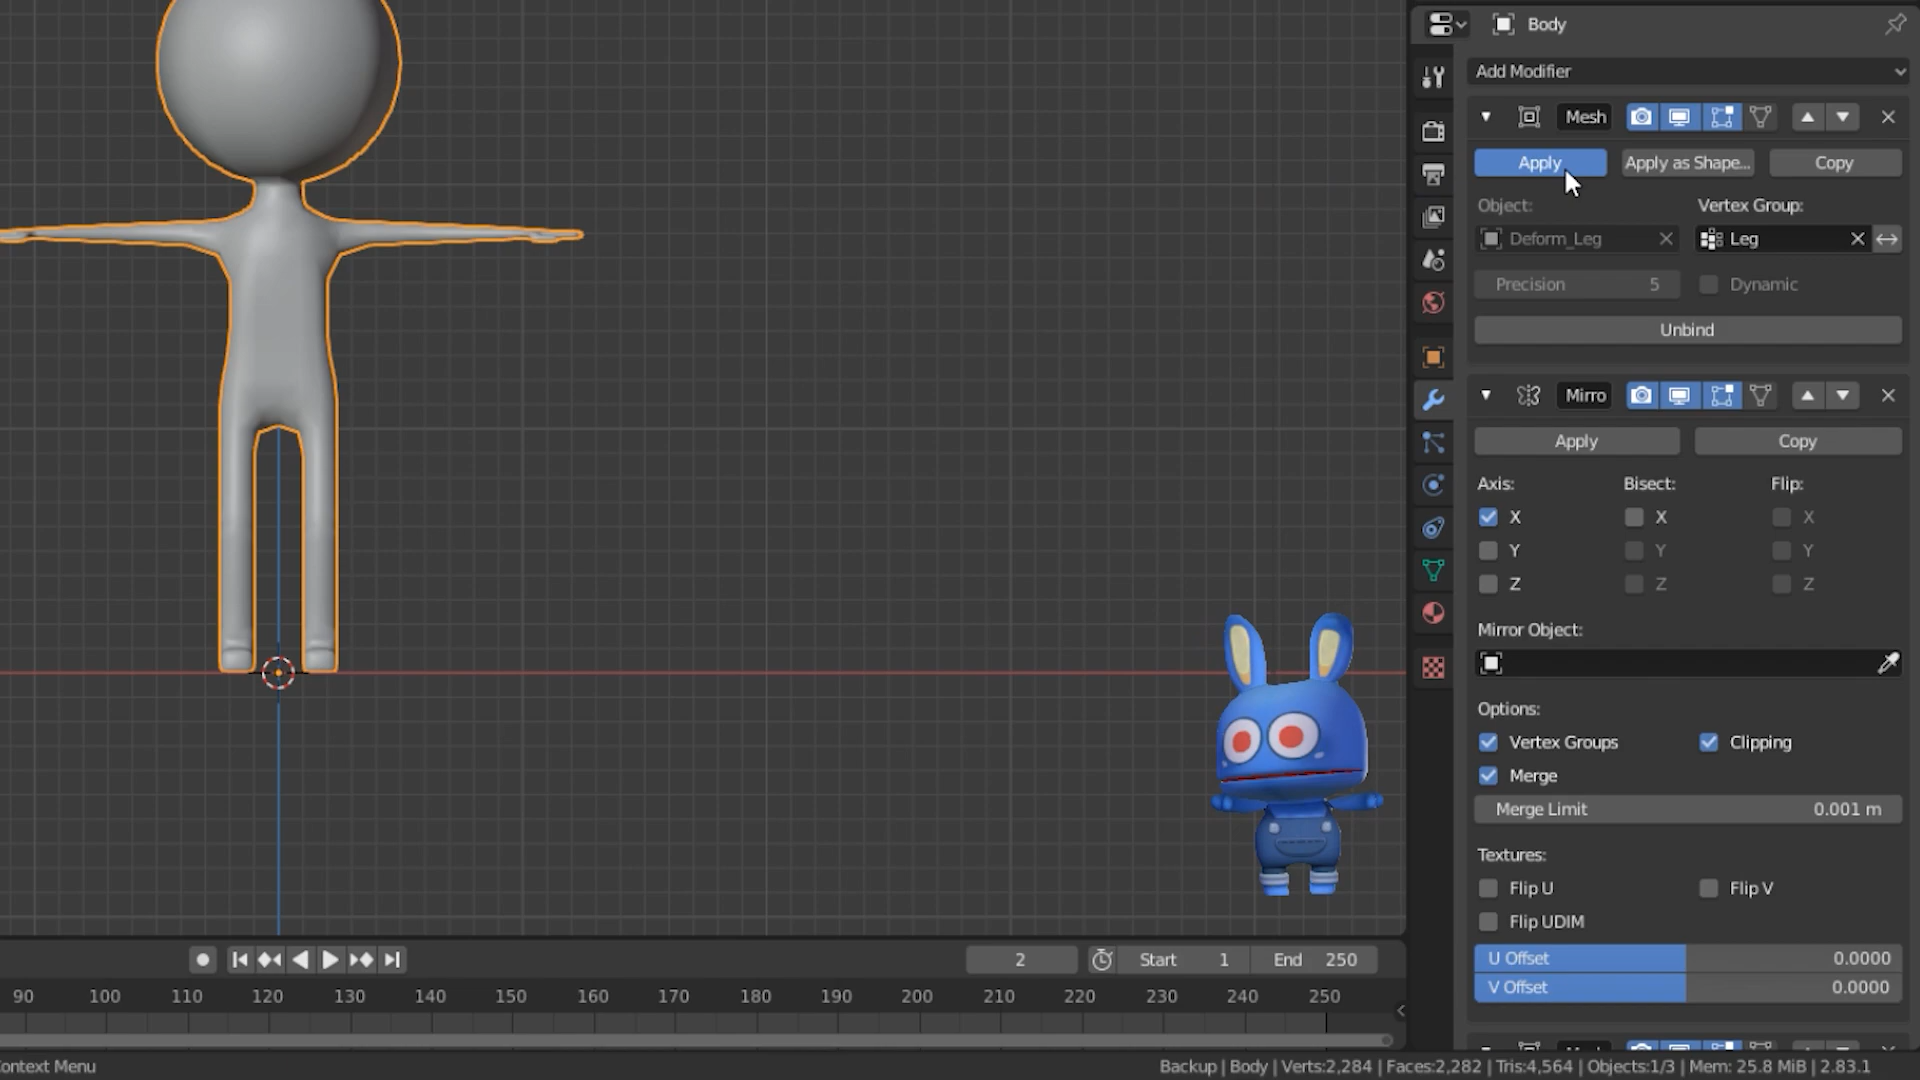 Body
Add Modifier
Mesh
Apply
Apply as Shape...
Copy
Object:
Vertex Group:
Deform_Leg
Leg
Precision 5
Dynamic
Unbind
Mirro
Apply
Copy
Axis:
Bisect:
Flip:
X
X
X
Y
Y
Y
Z
Z
Z
Mirror Object:
Options:
Vertex Groups
Clipping
Merge
Merge Limit 0.001 m
Textures:
Flip U
Flip V
Flip UDIM
U Offset 0.0000
V Offset 0.0000
2
Start 1
End 250
90 100 110 120 130 140 150 160 170 180 190 200 210 220 230 240 250
ontext Menu
Backup | Body | Verts:2,284 | Faces:2,282 | Tris:4,564 | Objects:1/3 | Mem: 25.8 MiB | 2.83.1